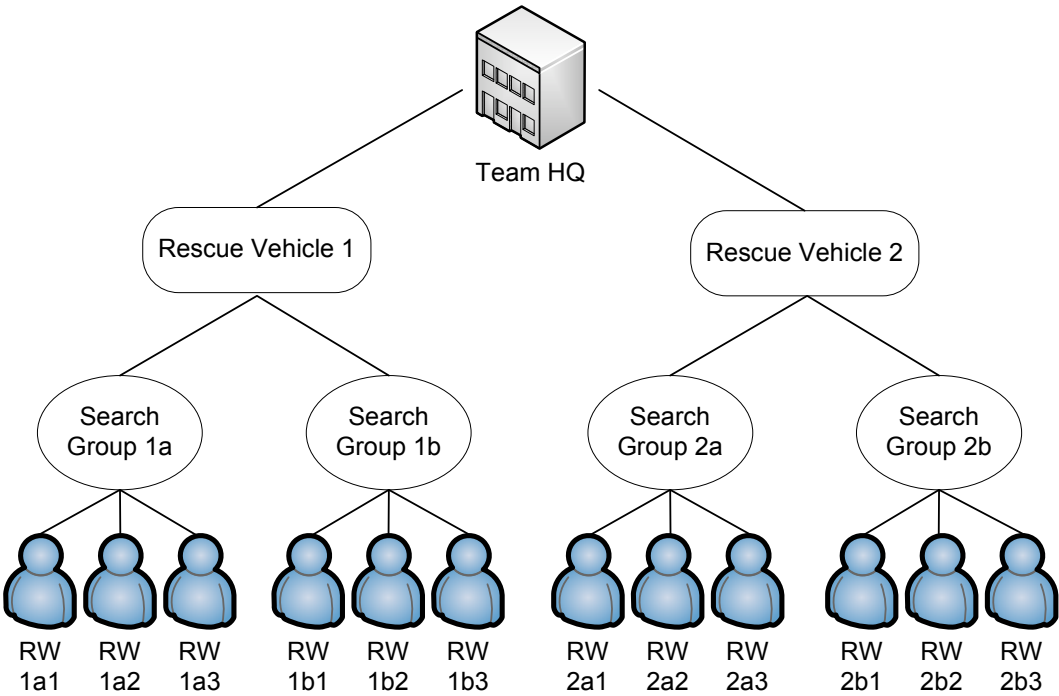 Team HQ
Rescue Vehicle 1
Rescue Vehicle 2
Search
Group 1a
Search
Group 1b
Search
Group 2a
Search
Group 2b
RW
1a1
RW
1a2
RW
1a3
RW
1b1
RW
1b2
RW
1b3
RW
2a1
RW
2a2
RW
2a3
RW
2b1
RW
2b2
RW
2b3